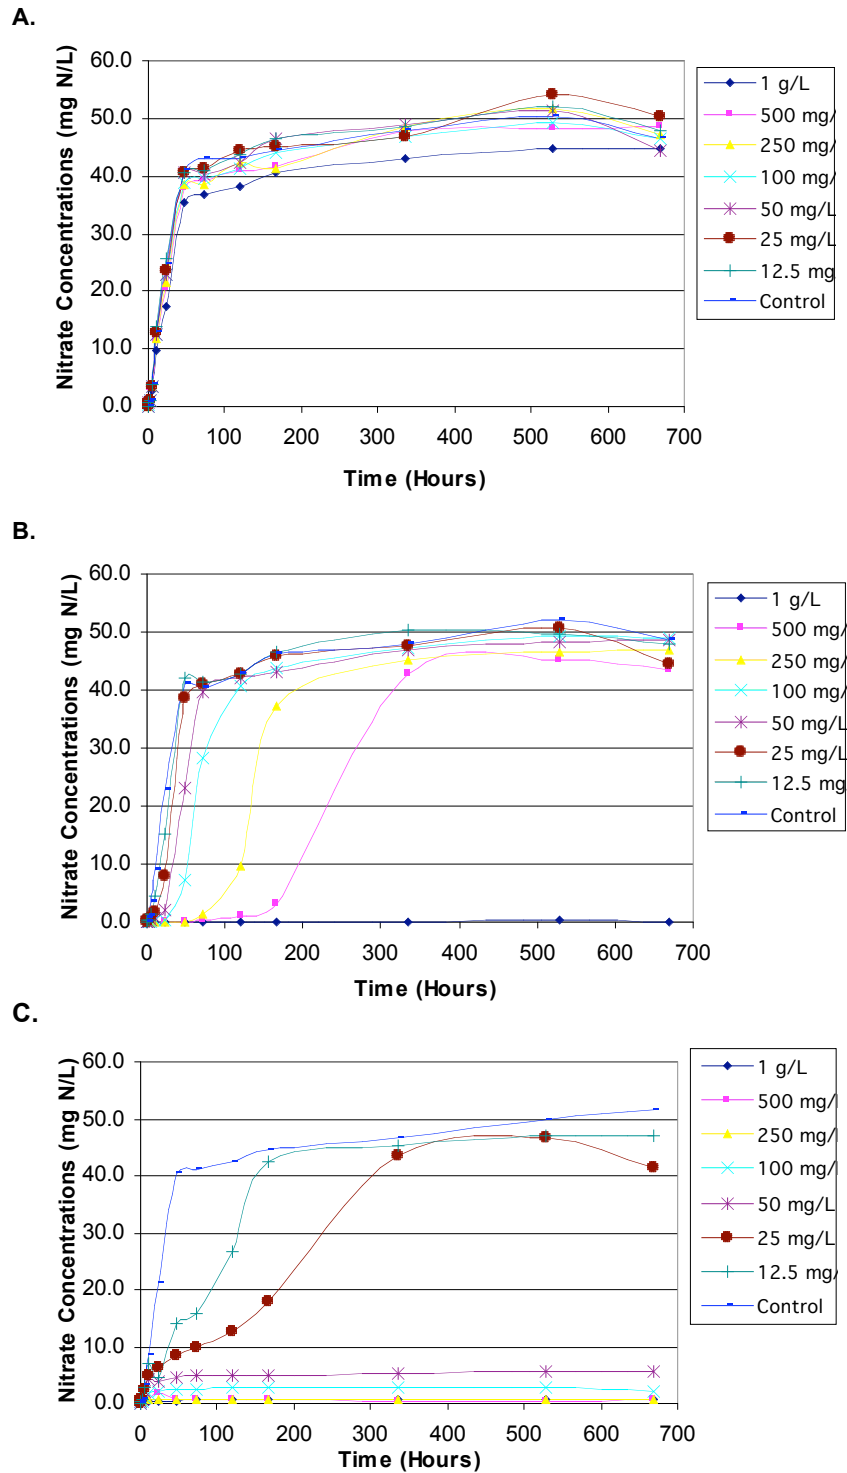 A.
Nitrate Concentrations (mg N/L)
60.0
50.0
40.0
30.0
20.0
10.0
0.0
0 100 200 300 400 500 600 700
Time (Hours)
1 g/L
500 mg/
250 mg/
100 mg/
50 mg/L
25 mg/L
12.5 mg
Control
B.
Nitrate Concentrations (mg N/L)
60.0
50.0
40.0
30.0
20.0
10.0
0.0
0 100 200 300 400 500 600 700
Time (Hours)
1 g/L
500 mg/
250 mg/
100 mg/
50 mg/L
25 mg/L
12.5 mg
Control
C.
Nitrate Concentrations (mg N/L)
60.0
50.0
40.0
30.0
20.0
10.0
0.0
0 100 200 300 400 500 600 700
Time (Hours)
1 g/L
500 mg/
250 mg/
100 mg/
50 mg/L
25 mg/L
12.5 mg/
Control